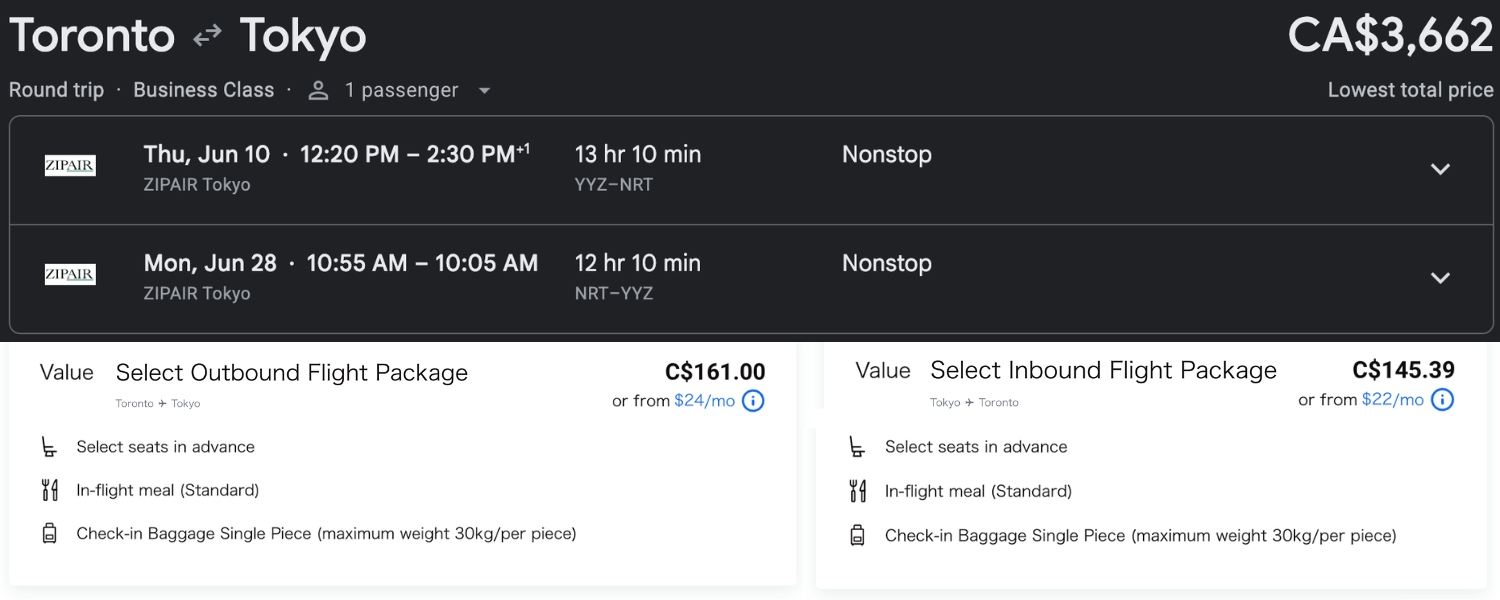 Toronto ⇄ Tokyo CA$3,662
Round trip · Business Class · 1 passenger Lowest total price
ZIPAIR Thu, Jun 10 · 12:20 PM – 2:30 PM+1 13 hr 10 min Nonstop
ZIPAIR Tokyo YYZ–NRT
ZIPAIR Mon, Jun 28 · 10:55 AM – 10:05 AM 12 hr 10 min Nonstop
ZIPAIR Tokyo NRT–YYZ
Value Select Outbound Flight Package C$161.00
Toronto ✈ Tokyo or from $24/mo
Select seats in advance
In-flight meal (Standard)
Check-in Baggage Single Piece (maximum weight 30kg/per piece)
Value Select Inbound Flight Package C$145.39
Tokyo ✈ Toronto or from $22/mo
Select seats in advance
In-flight meal (Standard)
Check-in Baggage Single Piece (maximum weight 30kg/per piece)